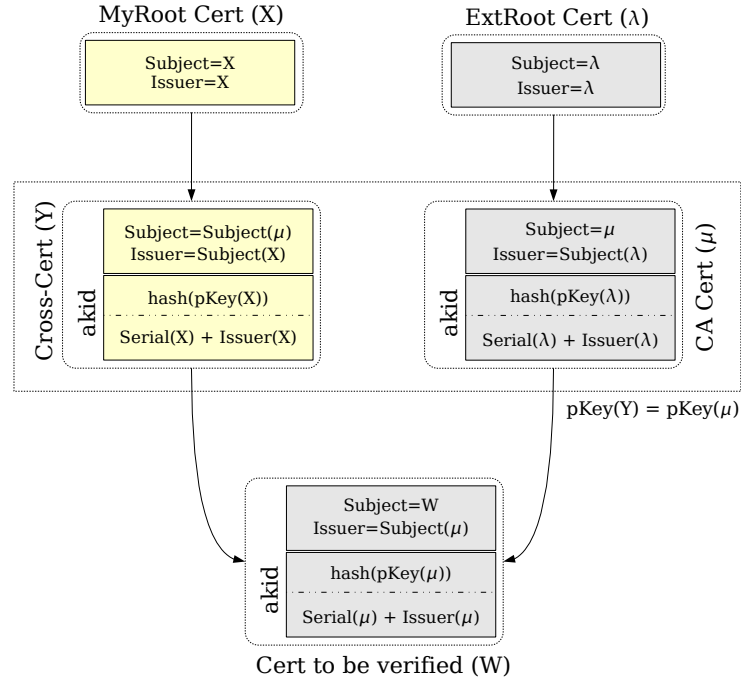 MyRoot Cert (X)
Subject=X
Issuer=X
ExtRoot Cert (λ)
Subject=λ
Issuer=λ
Cross-Cert (Y)
akid
Subject=Subject(μ)
Issuer=Subject(X)
hash(pKey(X))
Serial(X) + Issuer(X)
Subject=μ
Issuer=Subject(λ)
akid
hash(pKey(λ))
Serial(λ) + Issuer(λ)
CA Cert (μ)
pKey(Y) = pKey(μ)
akid
Subject=W
Issuer=Subject(μ)
hash(pKey(μ))
Serial(μ) + Issuer(μ)
Cert to be verified (W)